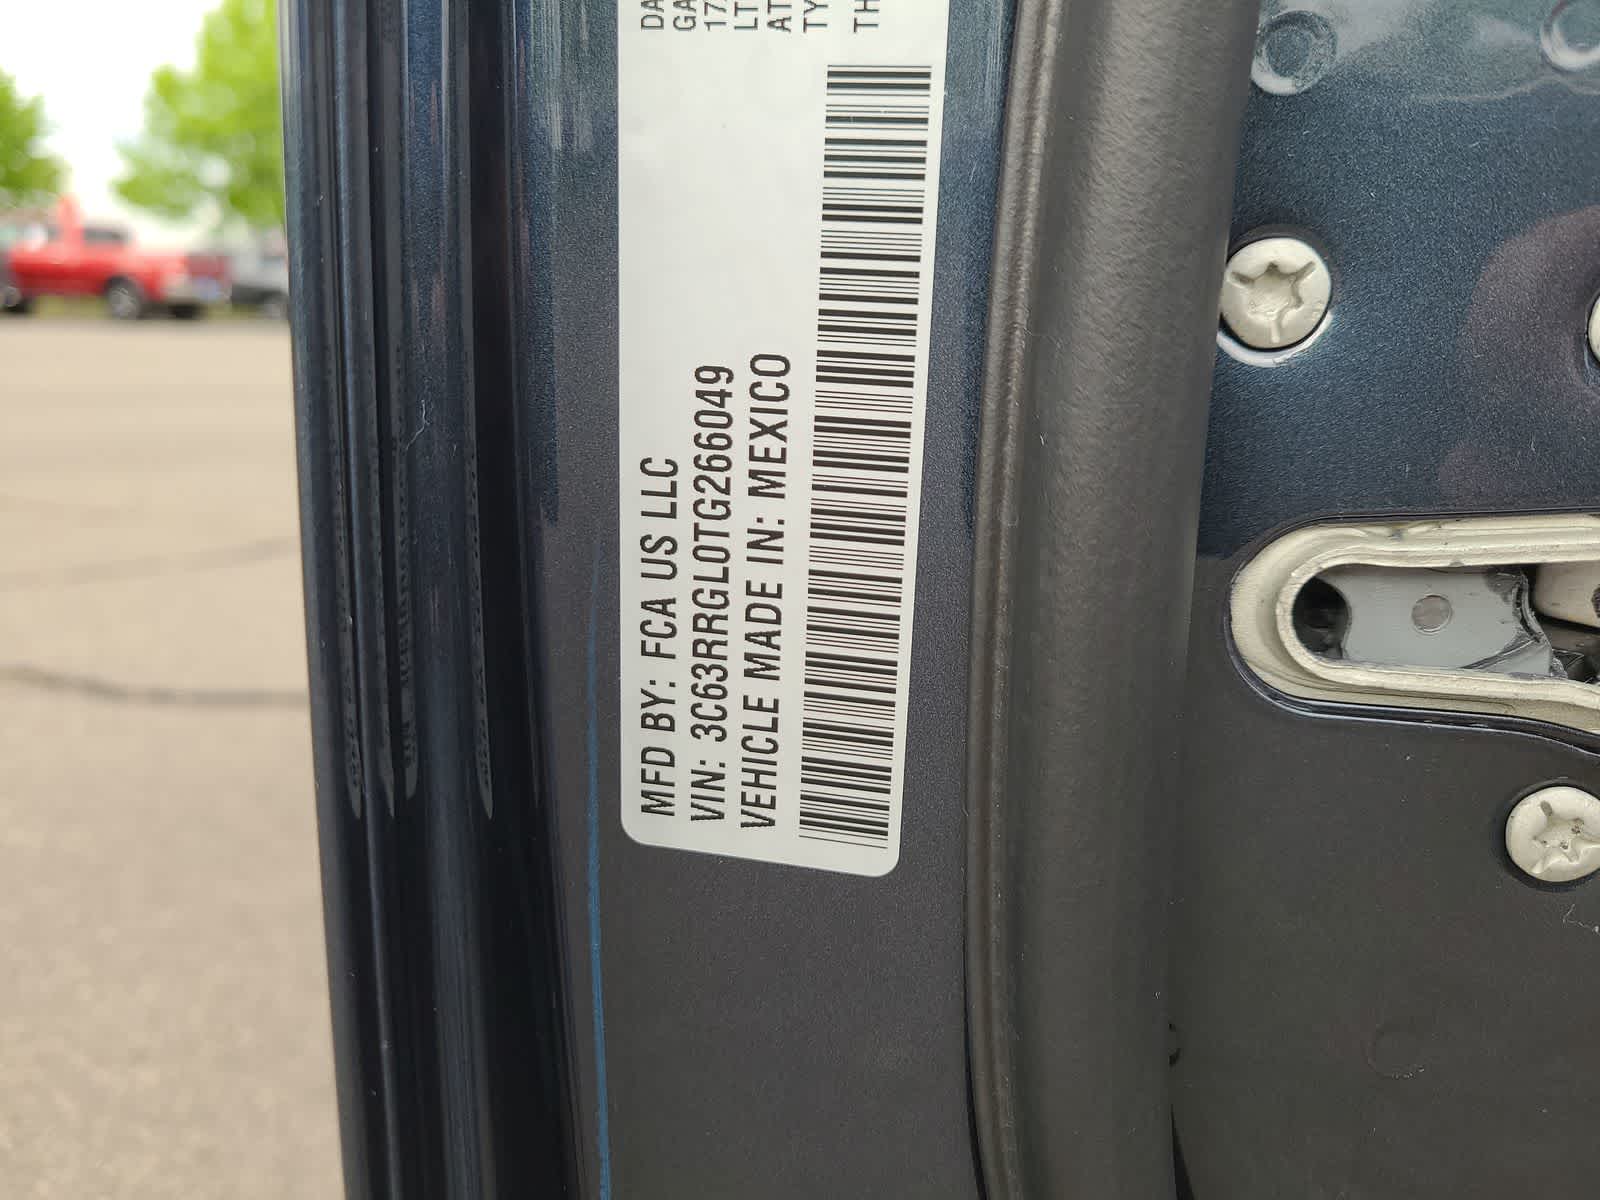 MFD BY: FCA US LLC
VIN: 3C63RRGL0TG266049
VEHICLE MADE IN: MEXICO